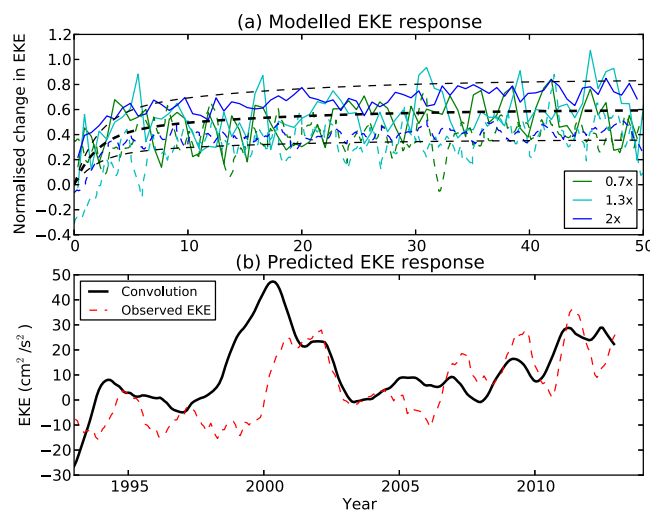 (a) Modelled EKE response
Normalised change in EKE
1.2
1.0
0.8
0.6
0.4
0.2
0.0
−0.2
−0.4
0
10
20
30
40
50
0.7x
1.3x
2x
(b) Predicted EKE response
EKE (cm²/s²)
50
40
30
20
10
0
−10
−20
−30
Convolution
Observed EKE
1995
2000
2005
2010
Year